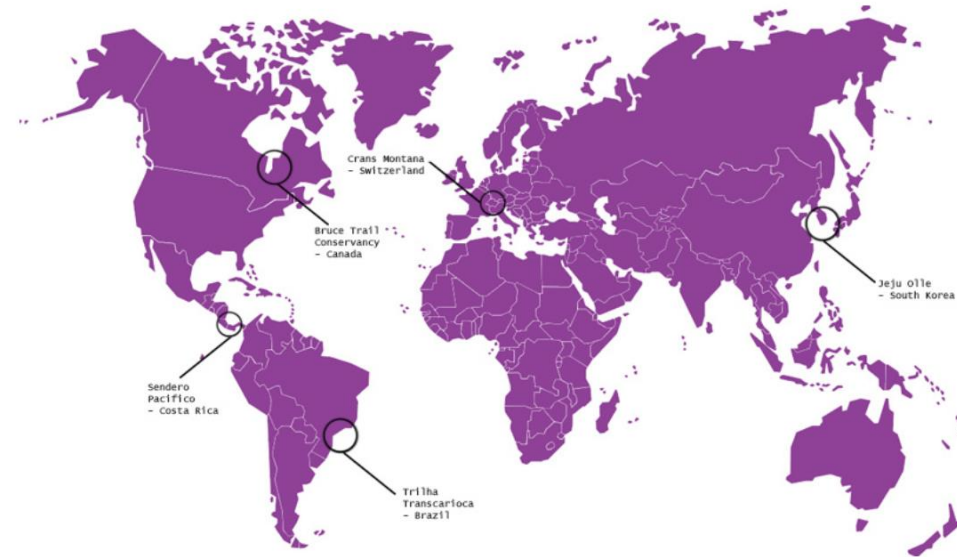 Crans Montana
- Switzerland
Bruce Trail
Conservancy
- Canada
Jeju Olle
- South Korea
Sendero
Pacifico
- Costa Rica
Trilha
Transcarioca
- Brazil